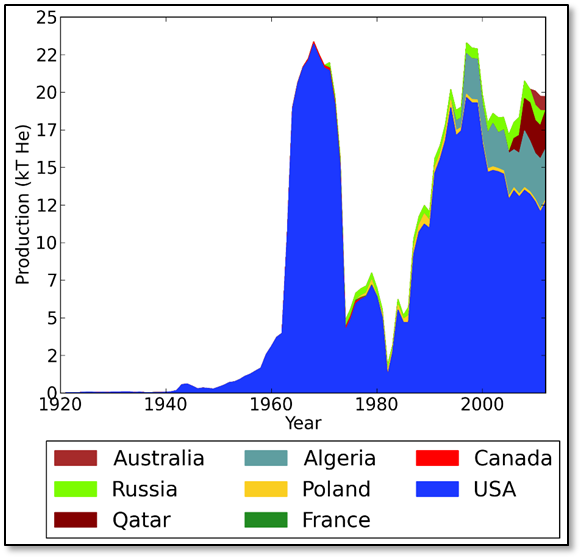 25
22
20
17
15
12
10
7
5
2
0
Production (kT He)
1920 1940 1960 1980 2000
Year
Australia Algeria Canada
Russia Poland USA
Qatar France